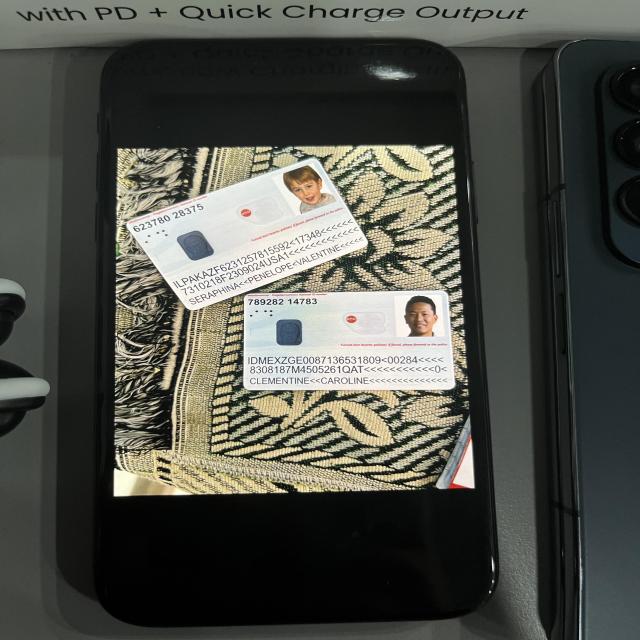 with PD + Quick Charge Output
623780 28375
ILPAKAZF6231257815592<17348<<<<<<
7310218F2309024USA1<<<<<<<<<<<<
SERAPHINA<<PENELOPE<VALENTINE<<<<
789282 14783
IDMEXZGE0087136531809<00284<<<<
8308187M4505261QAT<<<<<<<<<<<0<
CLEMENTINE<<CAROLINE<<<<<<<<<<<<<<